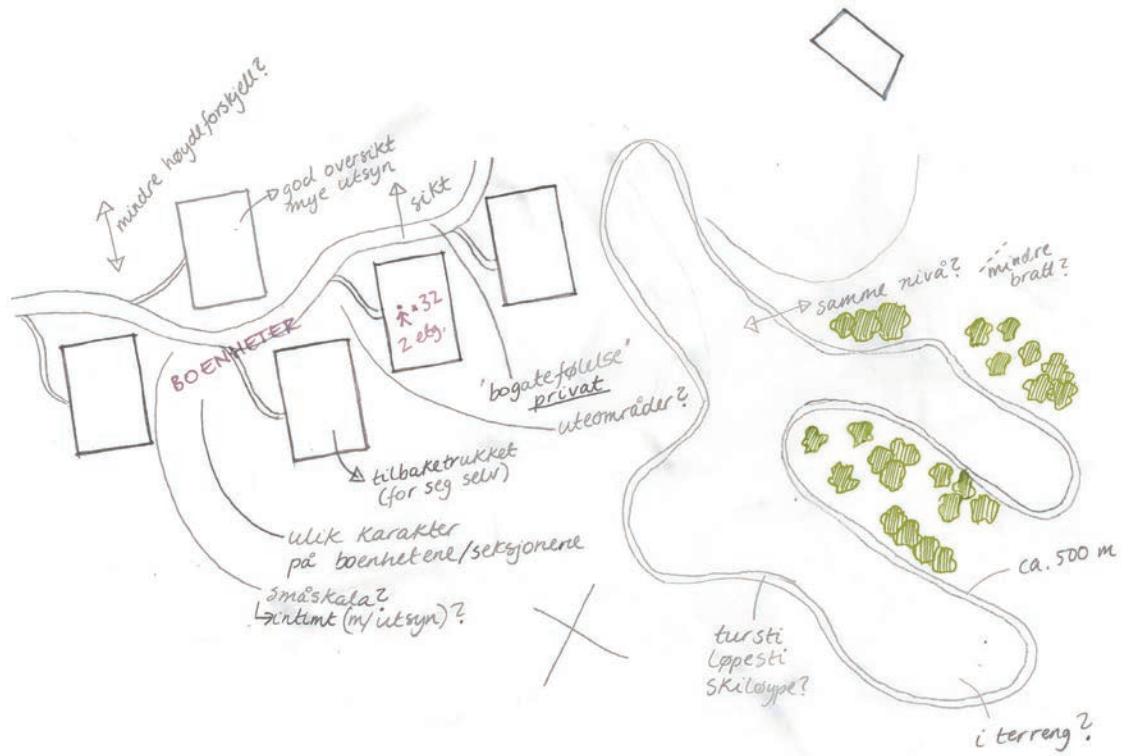 mindre høydeforskjell?
god oversikt
mye utsyn
sikt
x 32
2 etg.
BOENHETER
"bogatefølelse"
privat
uteområder?
tilbaketrukket
(for seg selv)
ulik karakter
på boenhetene/seksjonene
småskala?
intimt (m/utsyn)?
samme nivå?
mindre
bratt?
ca. 500 m
tursti
løpesti
skiløype?
i terreng?